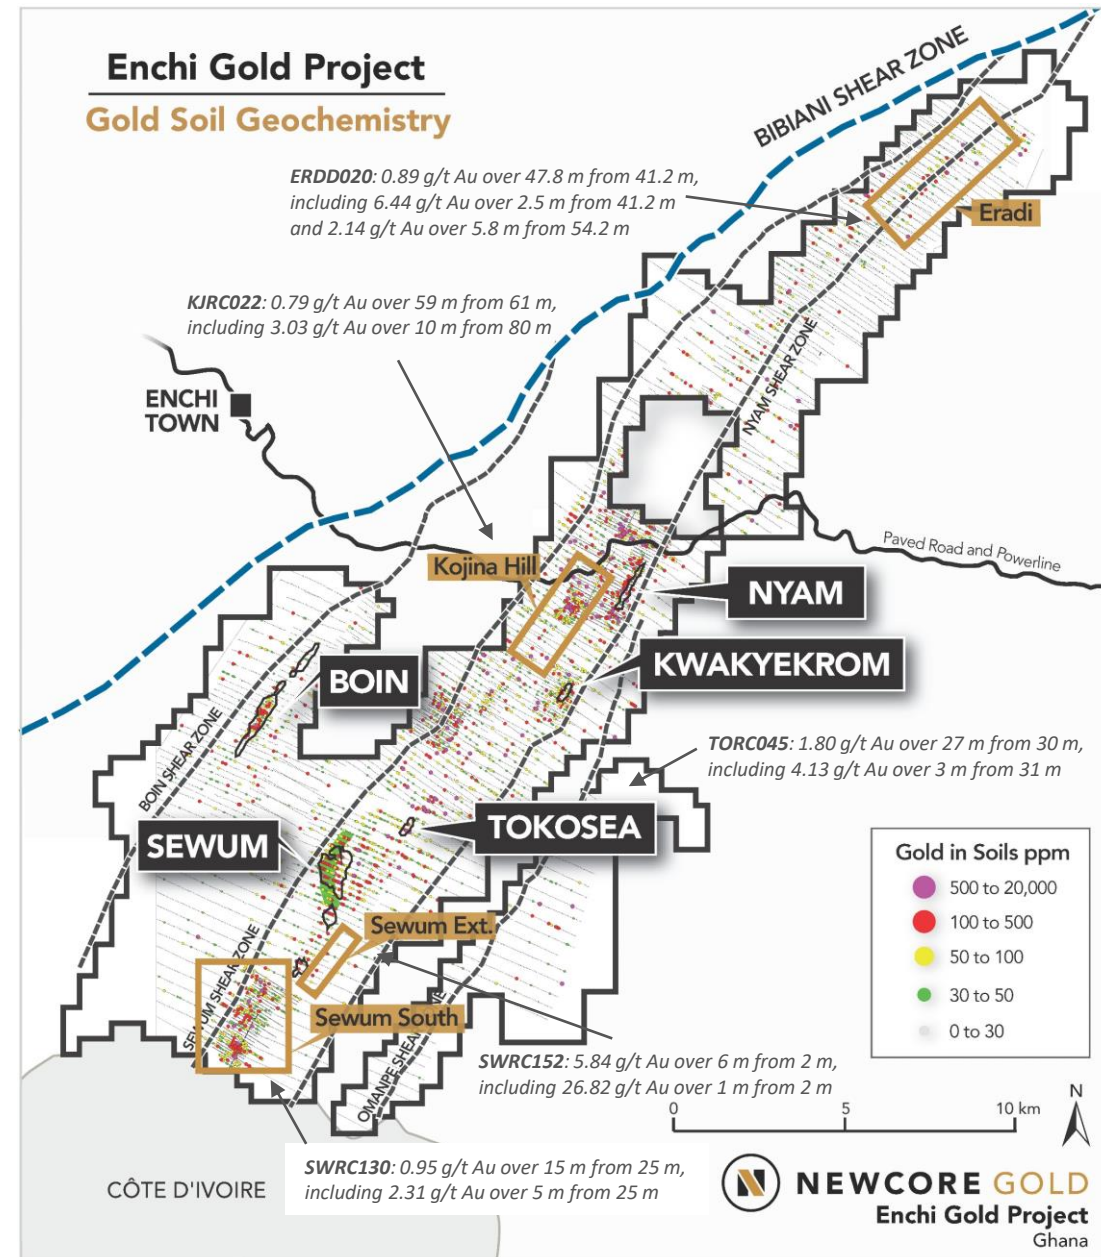 Enchi Gold Project
Gold Soil Geochemistry
BIBIANI SHEAR ZONE
ERDD020: 0.89 g/t Au over 47.8 m from 41.2 m,
including 6.44 g/t Au over 2.5 m from 41.2 m
and 2.14 g/t Au over 5.8 m from 54.2 m
Eradi
KJRC022: 0.79 g/t Au over 59 m from 61 m,
including 3.03 g/t Au over 10 m from 80 m
NYAM SHEAR ZONE
ENCHI
TOWN
Paved Road and Powerline
Kojina Hill
NYAM
KWAKYEKROM
BOIN
BOIN SHEAR ZONE
TORC045: 1.80 g/t Au over 27 m from 30 m,
including 4.13 g/t Au over 3 m from 31 m
TOKOSEA
SEWUM
Gold in Soils ppm
500 to 20,000
100 to 500
50 to 100
30 to 50
0 to 30
Sewum Ext.
SEWUM SHEAR ZONE
Sewum South
OMANPE SHEAR
SWRC152: 5.84 g/t Au over 6 m from 2 m,
including 26.82 g/t Au over 1 m from 2 m
N
0 5 10 km
SWRC130: 0.95 g/t Au over 15 m from 25 m,
including 2.31 g/t Au over 5 m from 25 m
CÔTE D'IVOIRE
N NEWCORE GOLD
Enchi Gold Project
Ghana